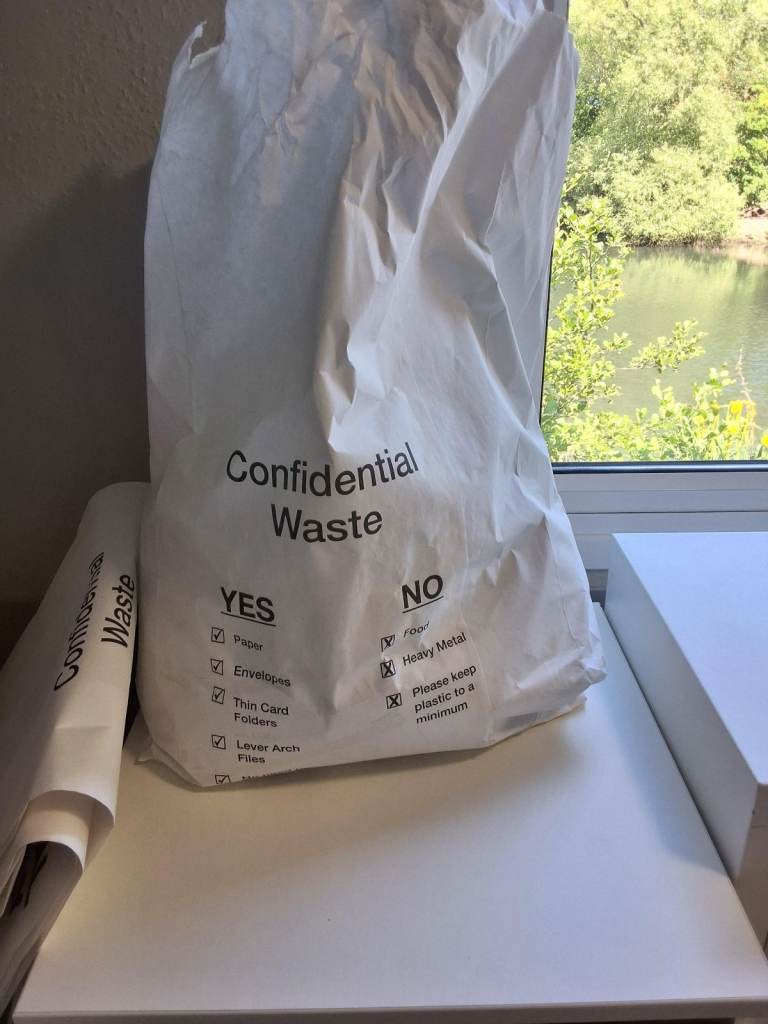 Confidential
Waste
YES
Paper
Envelopes
Thin Card
Folders
Lever Arch
Files
NO
Food
Heavy Metal
Please keep
plastic to a
minimum
Confidential
Waste